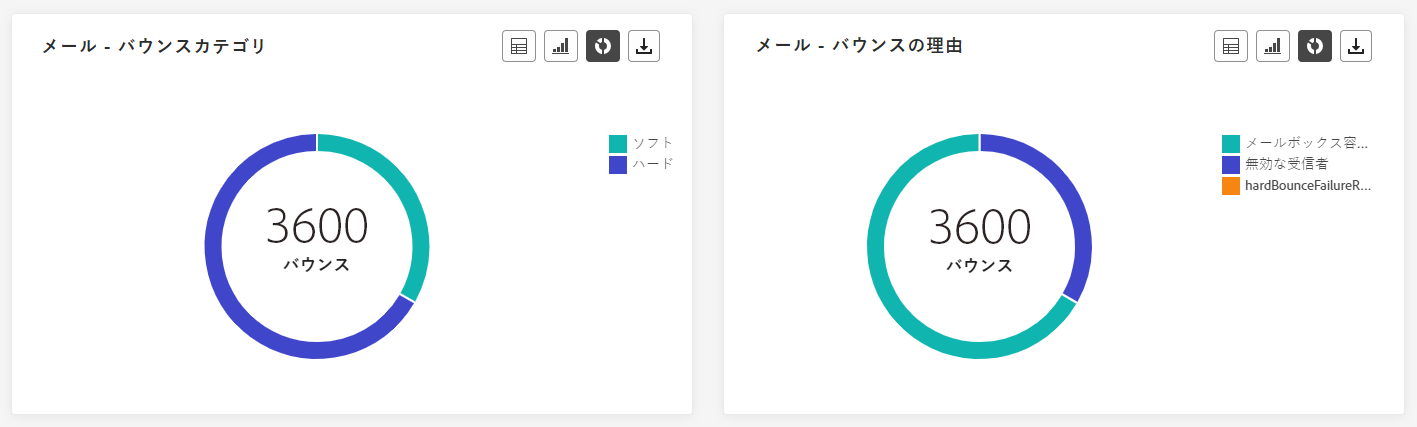 メール - バウンスカテゴリ
ソフト
ハード
3600
バウンス
メール - バウンスの理由
メールボックス容...
無効な受信者
hardBounceFailureR...
3600
バウンス